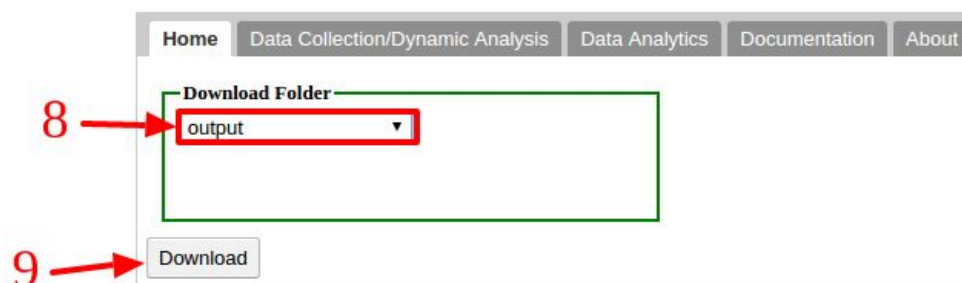 Home Data Collection/Dynamic Analysis Data Analytics Documentation About
Download Folder
8 output
9 Download